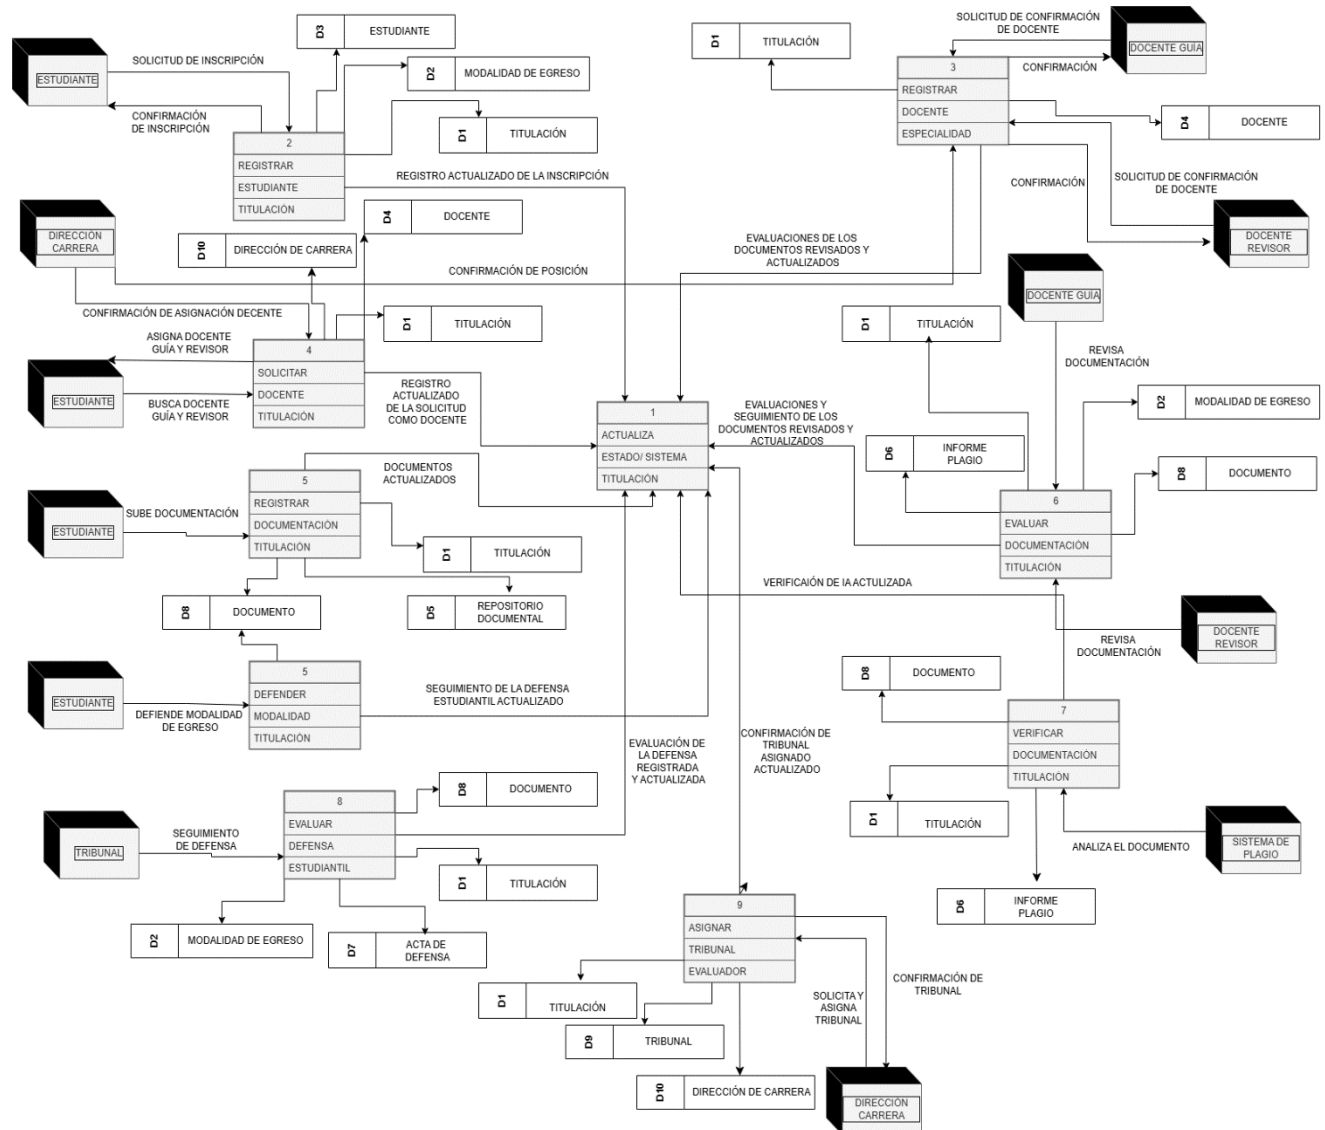 D3
ESTUDIANTE
SOLICITUD DE INSCRIPCIÓN
ESTUDIANTE
D2
MODALIDAD DE EGRESO
CONFIRMACIÓN
DE INSCRIPCIÓN
D1
TITULACIÓN
2
REGISTRAR
ESTUDIANTE
TITULACIÓN
REGISTRO ACTUALIZADO DE LA INSCRIPCIÓN
D1
TITULACIÓN
SOLICITUD DE CONFIRMACIÓN
DE DOCENTE
DOCENTE GUÍA
CONFIRMACIÓN
3
REGISTRAR
DOCENTE
ESPECIALIDAD
D4
DOCENTE
CONFIRMACIÓN
SOLICITUD DE CONFIRMACIÓN
DE DOCENTE
DOCENTE
REVISOR
DIRECCIÓN
CARRERA
D4
DOCENTE
D10
DIRECCIÓN DE CARRERA
CONFIRMACIÓN DE POSICIÓN
EVALUACIONES DE LOS
DOCUMENTOS REVISADOS Y
ACTUALIZADOS
CONFIRMACIÓN DE ASIGNACIÓN DECENTE
D1
TITULACIÓN
ASIGNA DOCENTE
GUÍA Y REVISOR
4
SOLICITAR
DOCENTE
TITULACIÓN
ESTUDIANTE
BUSCA DOCENTE
GUÍA Y REVISOR
REGISTRO
ACTUALIZADO
DE LA SOLICITUD
COMO DOCENTE
1
ACTUALIZA
ESTADO/ SISTEMA
TITULACIÓN
DOCENTE GUÍA
D1
TITULACIÓN
REVISA
DOCUMENTACIÓN
EVALUACIONES Y
SEGUIMIENTO DE LOS
DOCUMENTOS REVISADOS Y
ACTUALIZADOS
D2
MODALIDAD DE EGRESO
D6
INFORME
PLAGIO
D8
DOCUMENTO
6
EVALUAR
DOCUMENTACIÓN
TITULACIÓN
DOCUMENTOS
ACTUALIZADOS
5
REGISTRAR
DOCUMENTACIÓN
TITULACIÓN
SUBE DOCUMENTACIÓN
ESTUDIANTE
D1
TITULACIÓN
D8
DOCUMENTO
D5
REPOSITORIO
DOCUMENTAL
VERIFICAIÓN DE lA ACTULIZADA
REVISA
DOCUMENTACIÓN
DOCENTE
REVISOR
5
DEFENDER
MODALIDAD
TITULACIÓN
ESTUDIANTE
DEFIENDE MODALIDAD
DE EGRESO
SEGUIMIENTO DE LA DEFENSA
ESTUDIANTIL ACTUALIZADO
D8
DOCUMENTO
7
VERIFICAR
DOCUMENTACIÓN
TITULACIÓN
EVALUACIÓN DE
LA DEFENSA
REGISTRADA
Y ACTUALIZADA
CONFIRMACIÓN DE
TRIBUNAL
ASIGNADO
ACTUALIZADO
D8
DOCUMENTO
8
EVALUAR
DEFENSA
ESTUDIANTIL
D1
TITULACIÓN
TRIBUNAL
SEGUIMIENTO
DE DEFENSA
ANALIZA EL DOCUMENTO
SISTEMA DE
PLAGIO
D1
TITULACIÓN
D6
INFORME
PLAGIO
D2
MODALIDAD DE EGRESO
D7
ACTA DE
DEFENSA
9
ASIGNAR
TRIBUNAL
EVALUADOR
CONFIRMACIÓN DE
TRIBUNAL
SOLICITA Y
ASIGNA
TRIBUNAL
D1
TITULACIÓN
D9
TRIBUNAL
D10
DIRECCIÓN DE CARRERA
DIRECCIÓN
CARRERA